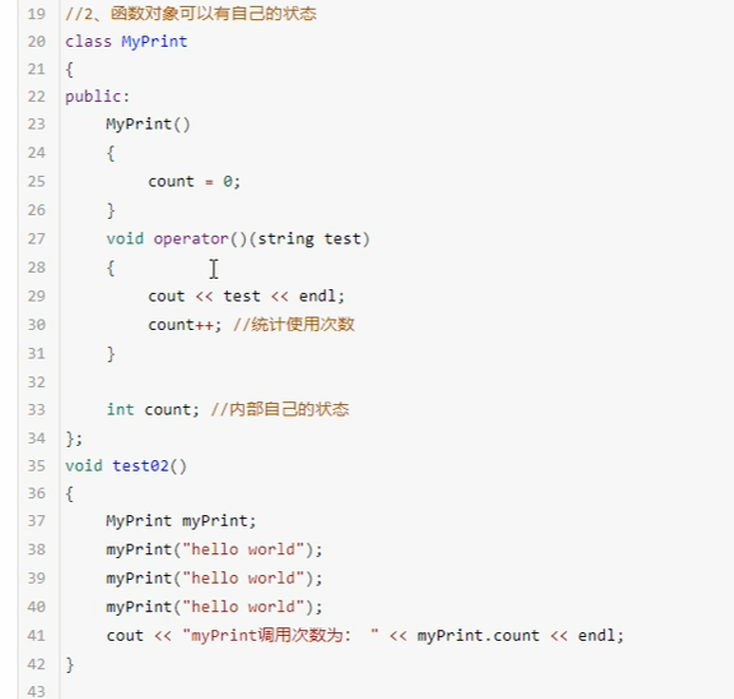 19 //2、函数对象可以有自己的状态
20 class MyPrint
21 {
22 public:
23     MyPrint()
24     {
25         count = 0;
26     }
27     void operator()(string test)
28     {
29         cout << test << endl;
30         count++; //统计使用次数
31     }
32
33     int count; //内部自己的状态
34 };
35 void test02()
36 {
37     MyPrint myPrint;
38     myPrint("hello world");
39     myPrint("hello world");
40     myPrint("hello world");
41     cout << "myPrint调用次数为： " << myPrint.count << endl;
42 }
43